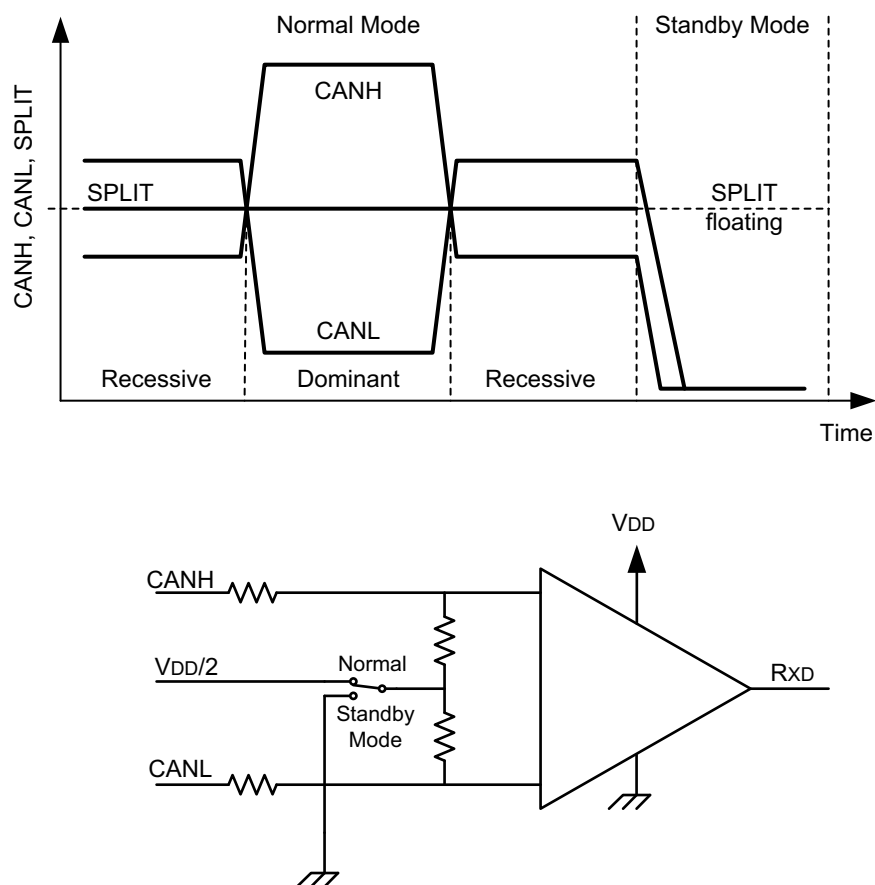 Normal Mode
Standby Mode
CANH, CANL, SPLIT
CANH
SPLIT
SPLIT
floating
CANL
Recessive
Dominant
Recessive
Time
VDD
CANH
VDD/2
Normal
Standby
Mode
RXD
CANL